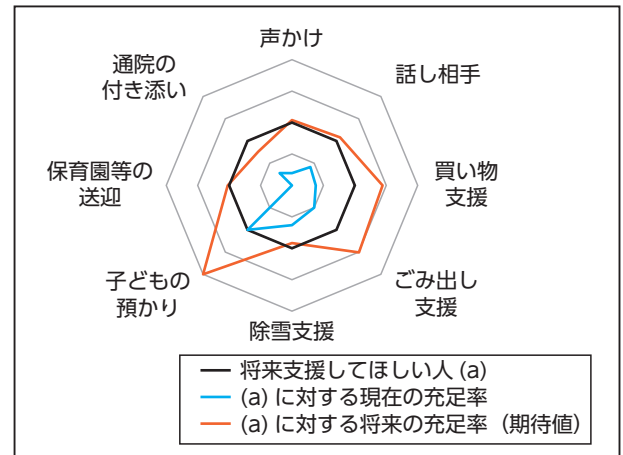 声かけ
話し相手
買い物
支援
ごみ出し
支援
除雪支援
子どもの
預かり
保育園等の
送迎
通院の
付き添い
将来支援してほしい人 (a)
(a) に対する現在の充足率
(a) に対する将来の充足率（期待値）